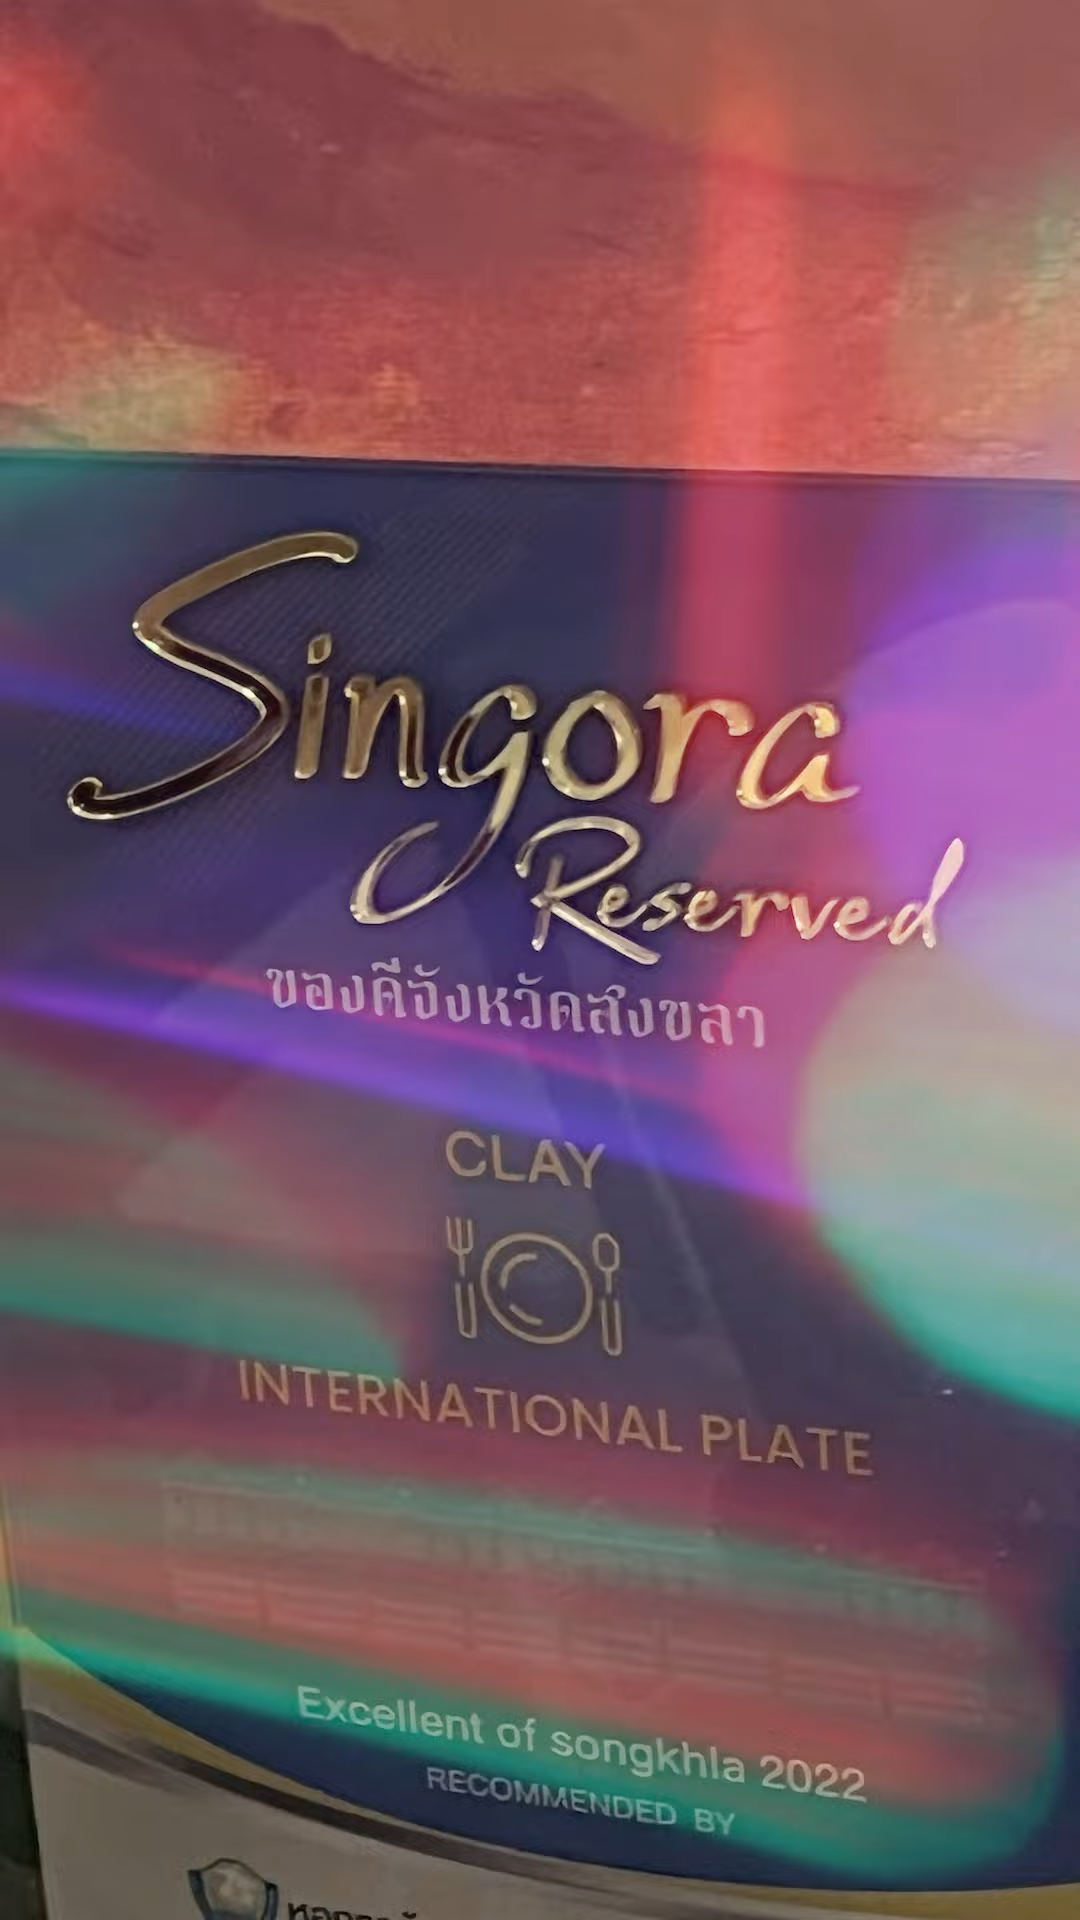 Singora
Reserved
ของดีจังหวัดสงขลา
CLAY
INTERNATIONAL PLATE
Excellent of songkhla 2022
RECOMMENDED BY